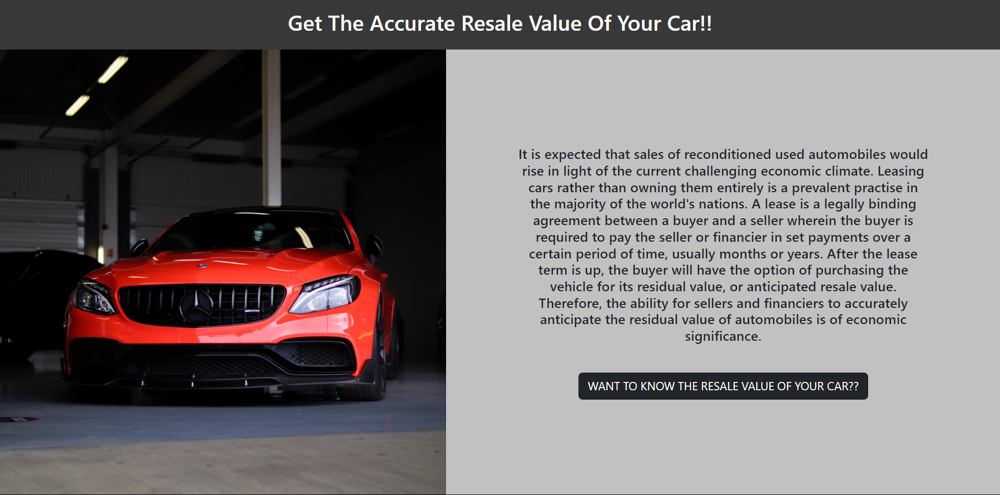 Get The Accurate Resale Value Of Your Car!!
It is expected that sales of reconditioned used automobiles would
rise in light of the current challenging economic climate. Leasing
cars rather than owning them entirely is a prevalent practise in
the majority of the world's nations. A lease is a legally binding
agreement between a buyer and a seller wherein the buyer is
required to pay the seller or financier in set payments over a
certain period of time, usually months or years. After the lease
term is up, the buyer will have the option of purchasing the
vehicle for its residual value, or anticipated resale value.
Therefore, the ability for sellers and financiers to accurately
anticipate the residual value of automobiles is of economic
significance.
WANT TO KNOW THE RESALE VALUE OF YOUR CAR??